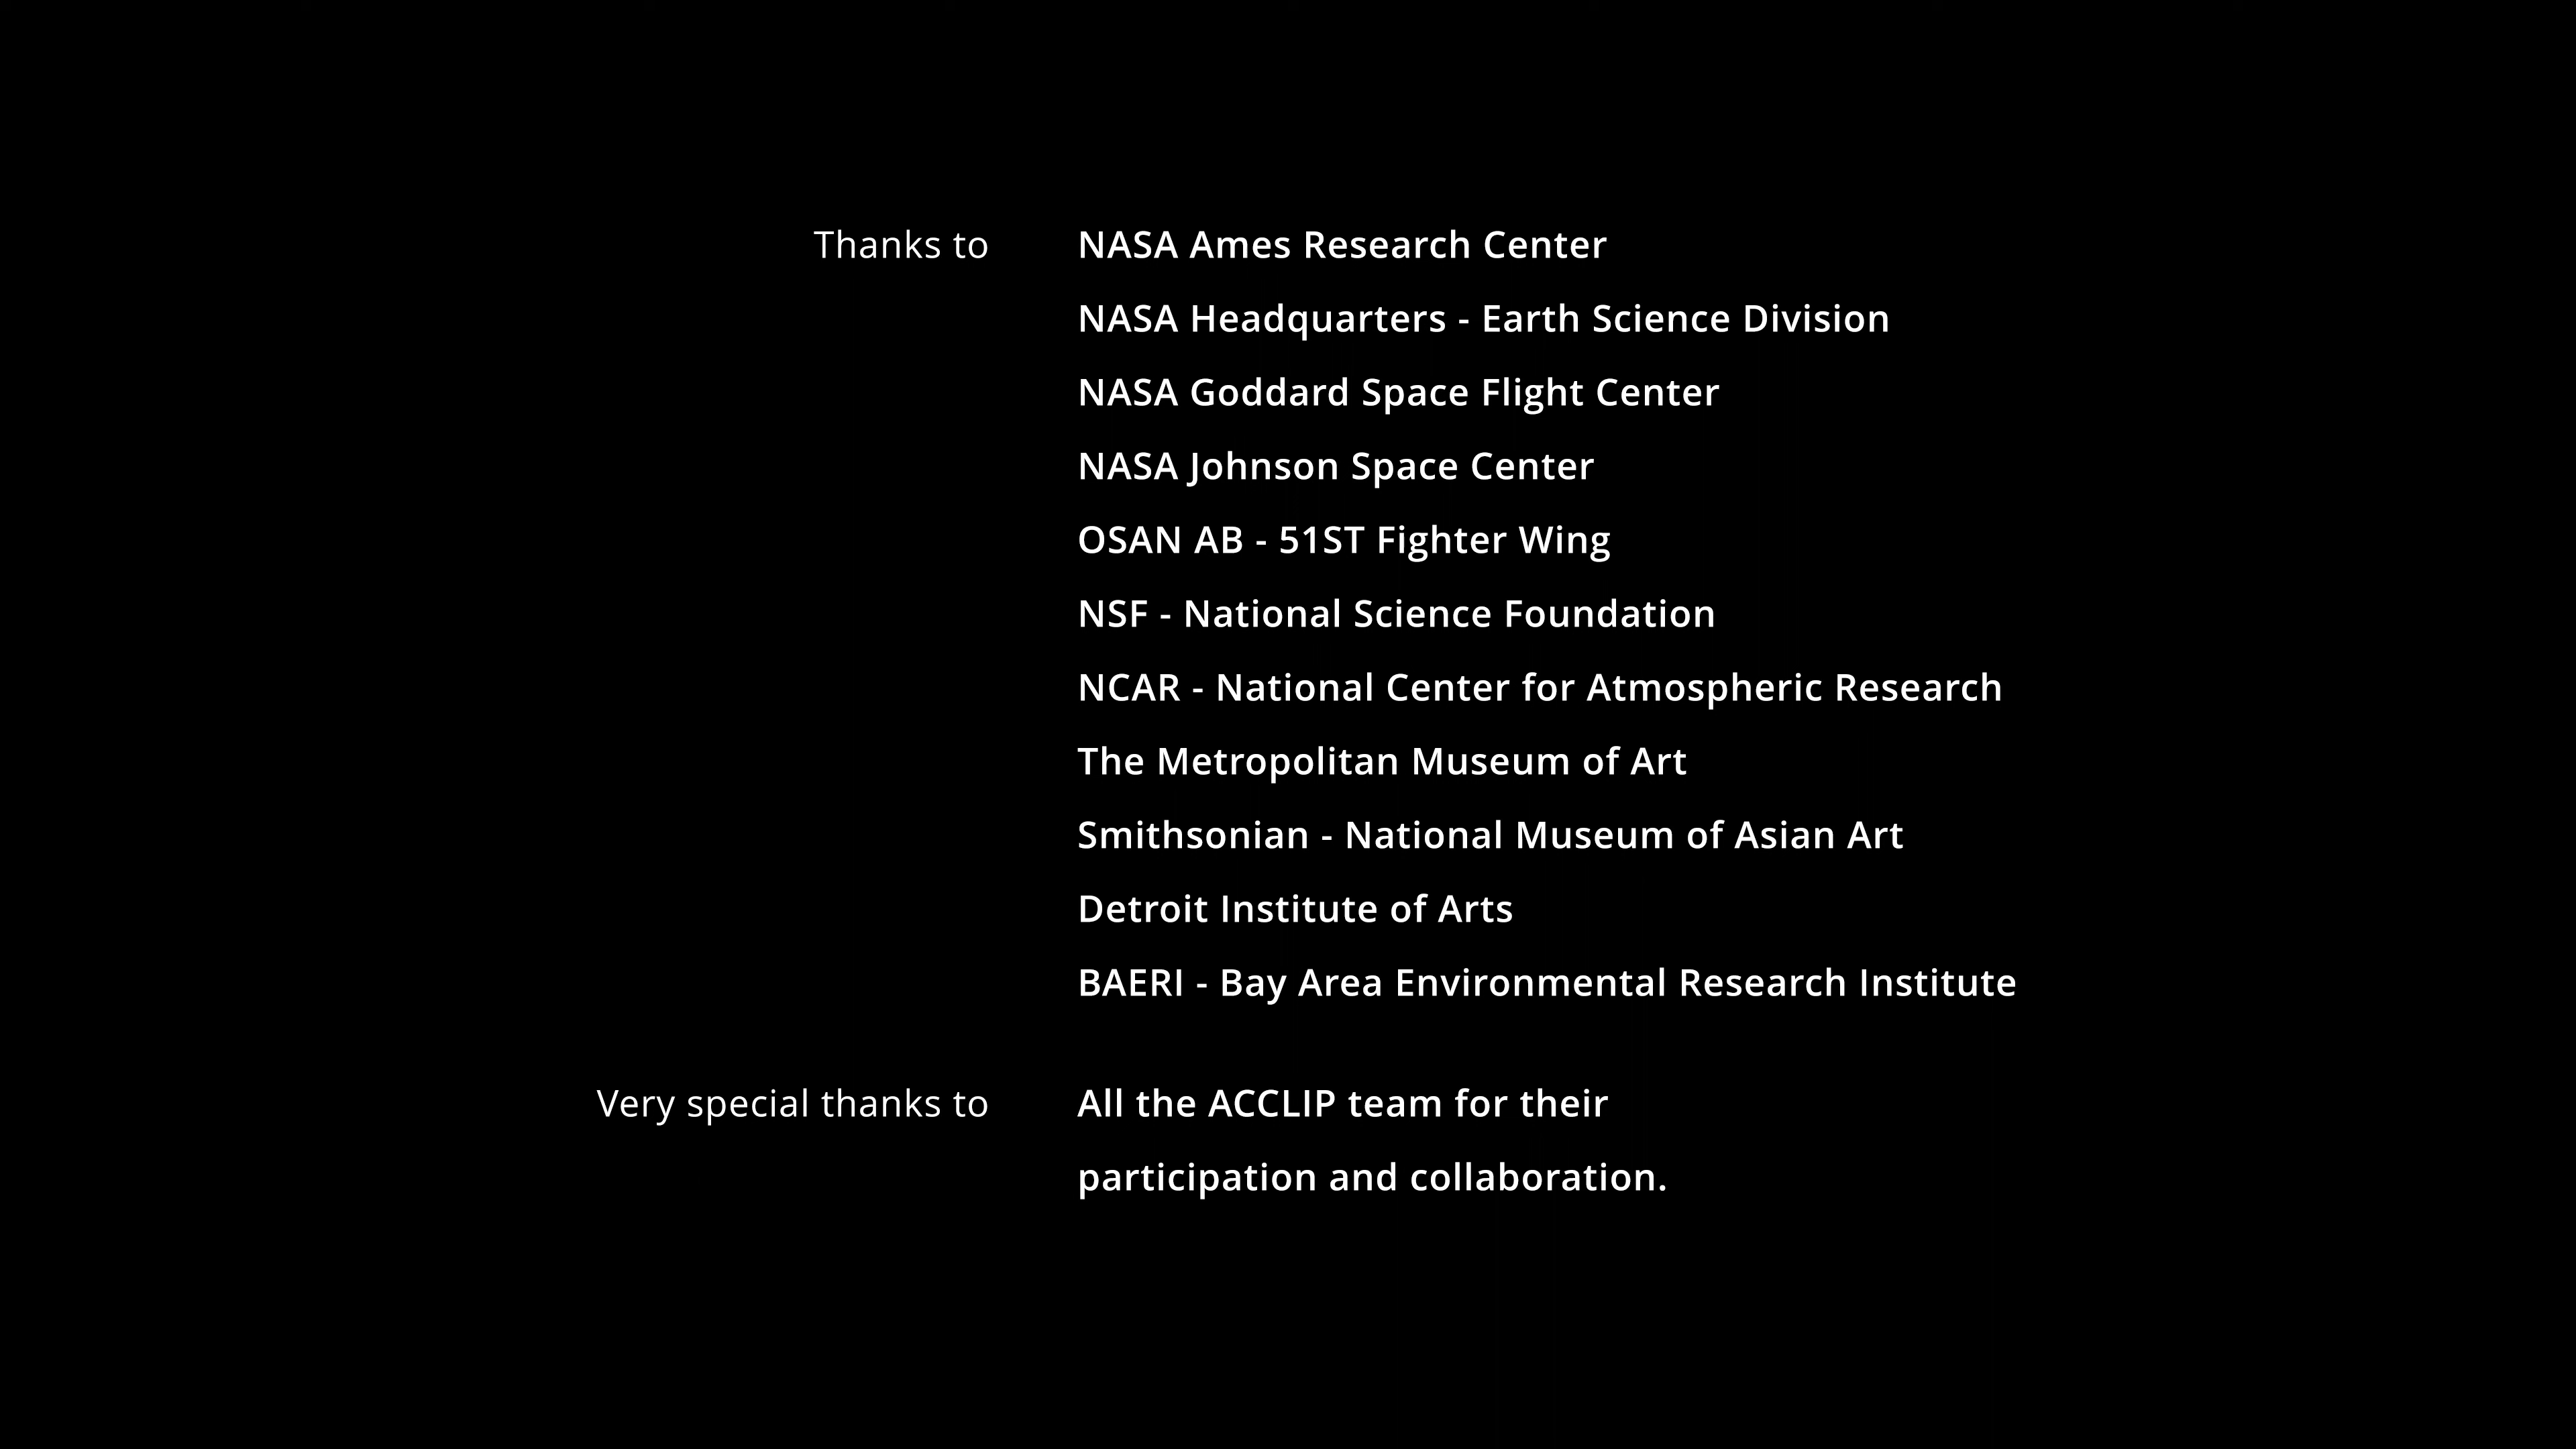 Thanks to NASA Ames Research Center
NASA Headquarters - Earth Science Division
NASA Goddard Space Flight Center
NASA Johnson Space Center
OSAN AB - 51ST Fighter Wing
NSF - National Science Foundation
NCAR - National Center for Atmospheric Research
The Metropolitan Museum of Art
Smithsonian - National Museum of Asian Art
Detroit Institute of Arts
BAERI - Bay Area Environmental Research Institute
Very special thanks to All the ACCLIP team for their
participation and collaboration.